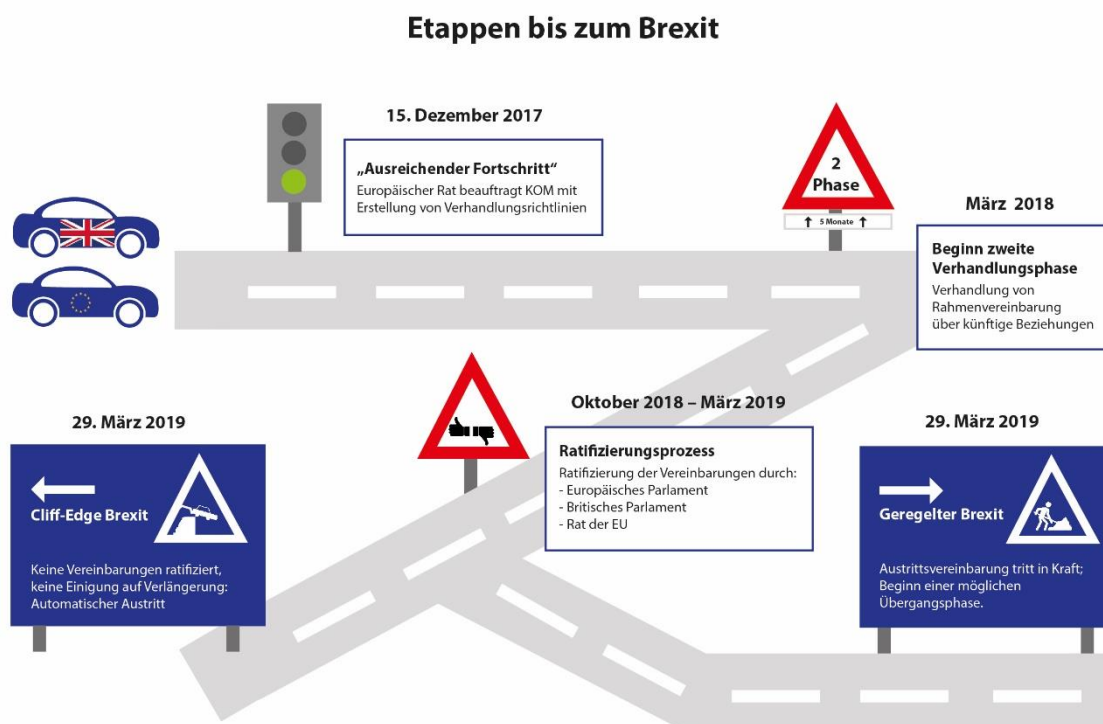 Etappen bis zum Brexit
15. Dezember 2017
„Ausreichender Fortschritt“
Europäischer Rat beauftragt KOM mit
Erstellung von Verhandlungsrichtlinien
2
Phase
↑ 5 Monate ↑
März 2018
Beginn zweite
Verhandlungsphase
Verhandlung von
Rahmenvereinbarung
über künftige Beziehungen
Oktober 2018 – März 2019
Ratifizierungsprozess
Ratifizierung der Vereinbarungen durch:
- Europäisches Parlament
- Britisches Parlament
- Rat der EU
29. März 2019
Cliff-Edge Brexit
Keine Vereinbarungen ratifiziert,
keine Einigung auf Verlängerung:
Automatischer Austritt
29. März 2019
Geregelter Brexit
Austrittsvereinbarung tritt in Kraft;
Beginn einer möglichen
Übergangsphase.